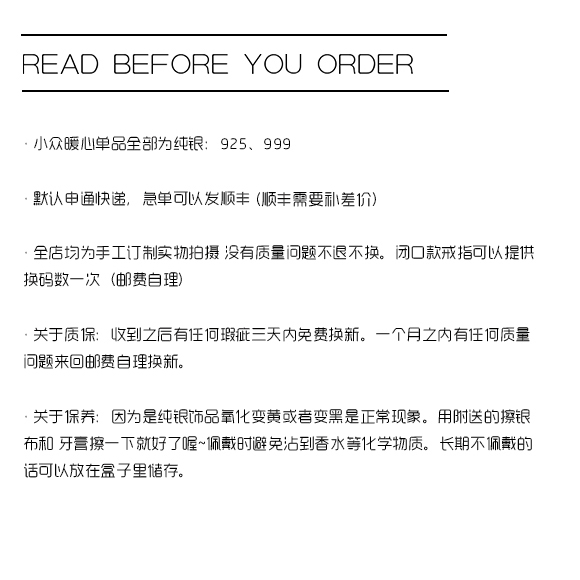 READ BEFORE YOU ORDER
· 小众暖心单品全部为纯银：925、999
· 默认申通快递，急单可以发顺丰 (顺丰需要补差价)
· 全店均为手工订制实物拍摄 没有质量问题不退不换。闭口款戒指可以提供
换码数一次（邮费自理)
· 关于质保：收到之后有任何瑕疵三天内免费换新。一个月之内有任何质量
问题来回邮费自理换新。
· 关于保养：因为是纯银饰品氧化变黄或者变黑是正常现象。用附送的擦银
布和 牙膏擦一下就好了喔~佩戴时避免沾到香水等化学物质。长期不佩戴的
话可以放在盒子里储存。